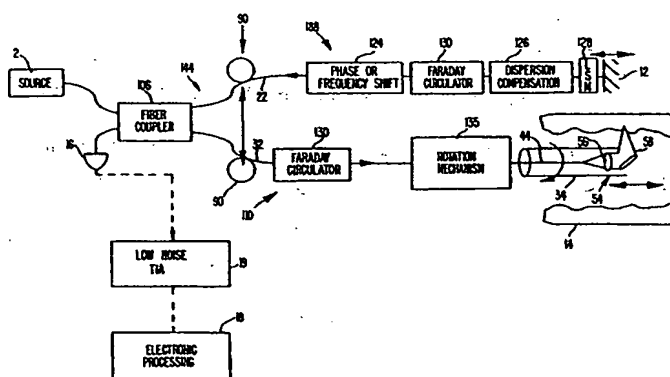 2
SOURCE
144
106
FIBER
COUPLER
16
90
22
138
124
PHASE OR
FREQUENCY SHIFT
130
FARADAY
CIRCULATOR
126
DISPERSION
COMPENSATION
128
12
32
90
110
130
FARADAY
CIRCULATOR
135
ROTATION
MECHANISM
44
56
58
34
54
14
LOW NOISE
TIA
19
18
ELECTRONIC
PROCESSING